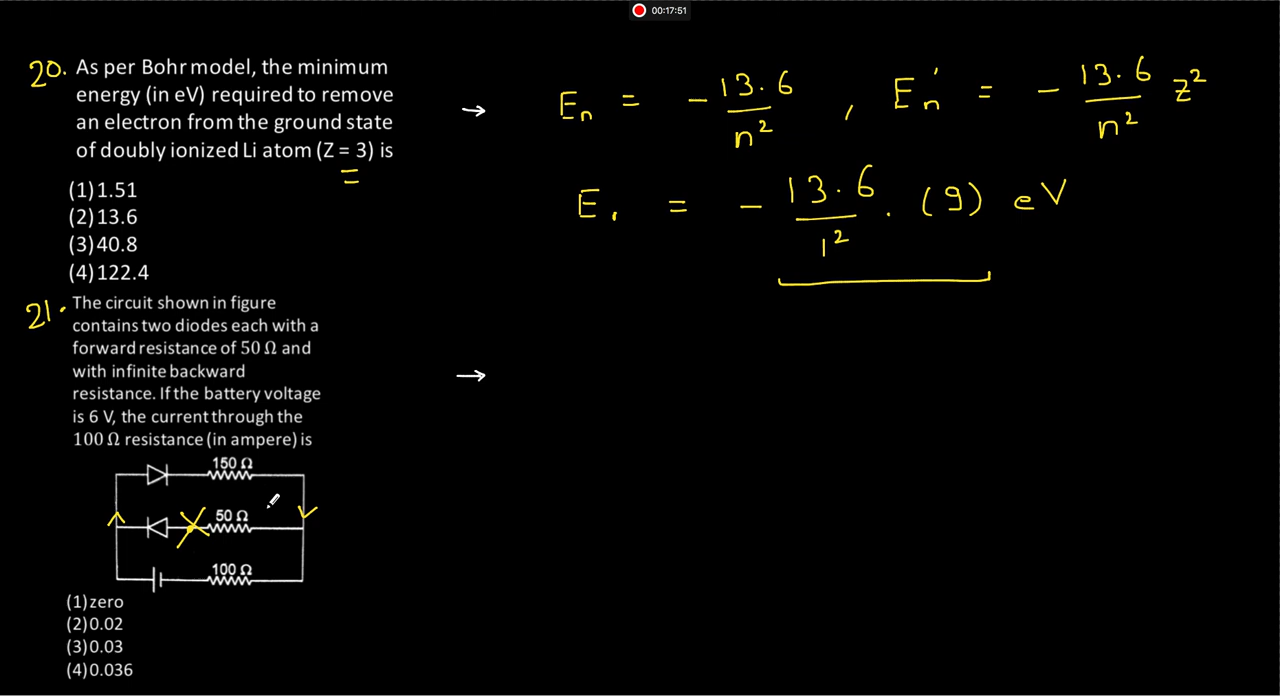 00:17:51
20. As per Bohr model, the minimum
energy (in eV) required to remove
an electron from the ground state
of doubly ionized Li atom (Z = 3) is
(1) 1.51
(2) 13.6
(3) 40.8
(4) 122.4
→ Eₙ = - 13.6/n² , Eₙ' = - 13.6/n² z²
E₁ = - 13.6/1² . (9) eV
21. The circuit shown in figure
contains two diodes each with a
forward resistance of 50 Ω and
with infinite backward
resistance. If the battery voltage
is 6 V, the current through the
100 Ω resistance (in ampere) is
→
150 Ω
50 Ω
100 Ω
(1) zero
(2) 0.02
(3) 0.03
(4) 0.036